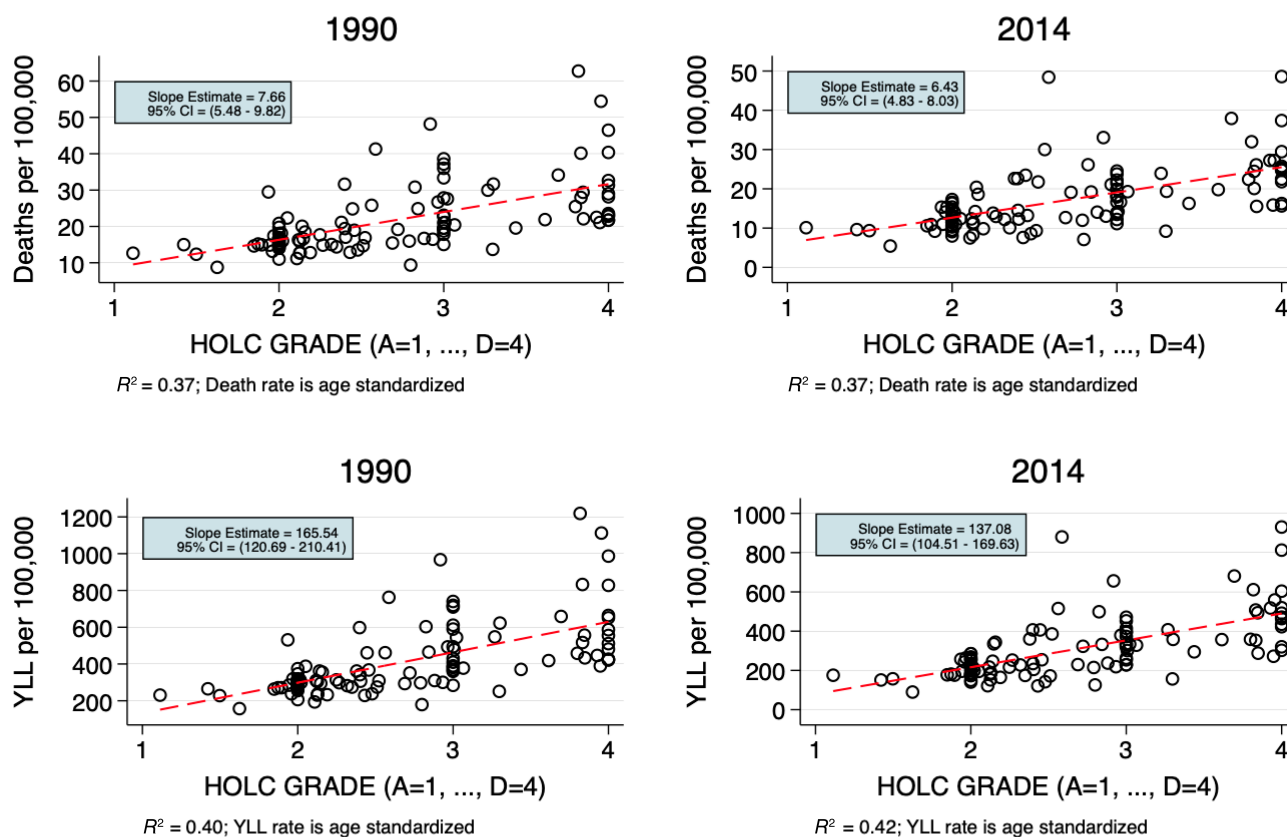 1990
Deaths per 100,000
60
50
40
30
20
10
Slope Estimate = 7.66
95% CI = (5.48 - 9.82)
1 2 3 4
HOLC GRADE (A=1, ..., D=4)
R² = 0.37; Death rate is age standardized
2014
Deaths per 100,000
50
40
30
20
10
0
Slope Estimate = 6.43
95% CI = (4.83 - 8.03)
1 2 3 4
HOLC GRADE (A=1, ..., D=4)
R² = 0.37; Death rate is age standardized
1990
YLL per 100,000
1200
1000
800
600
400
200
Slope Estimate = 165.54
95% CI = (120.69 - 210.41)
1 2 3 4
HOLC GRADE (A=1, ..., D=4)
R² = 0.40; YLL rate is age standardized
2014
YLL per 100,000
1000
800
600
400
200
0
Slope Estimate = 137.08
95% CI = (104.51 - 169.63)
1 2 3 4
HOLC GRADE (A=1, ..., D=4)
R² = 0.42; YLL rate is age standardized